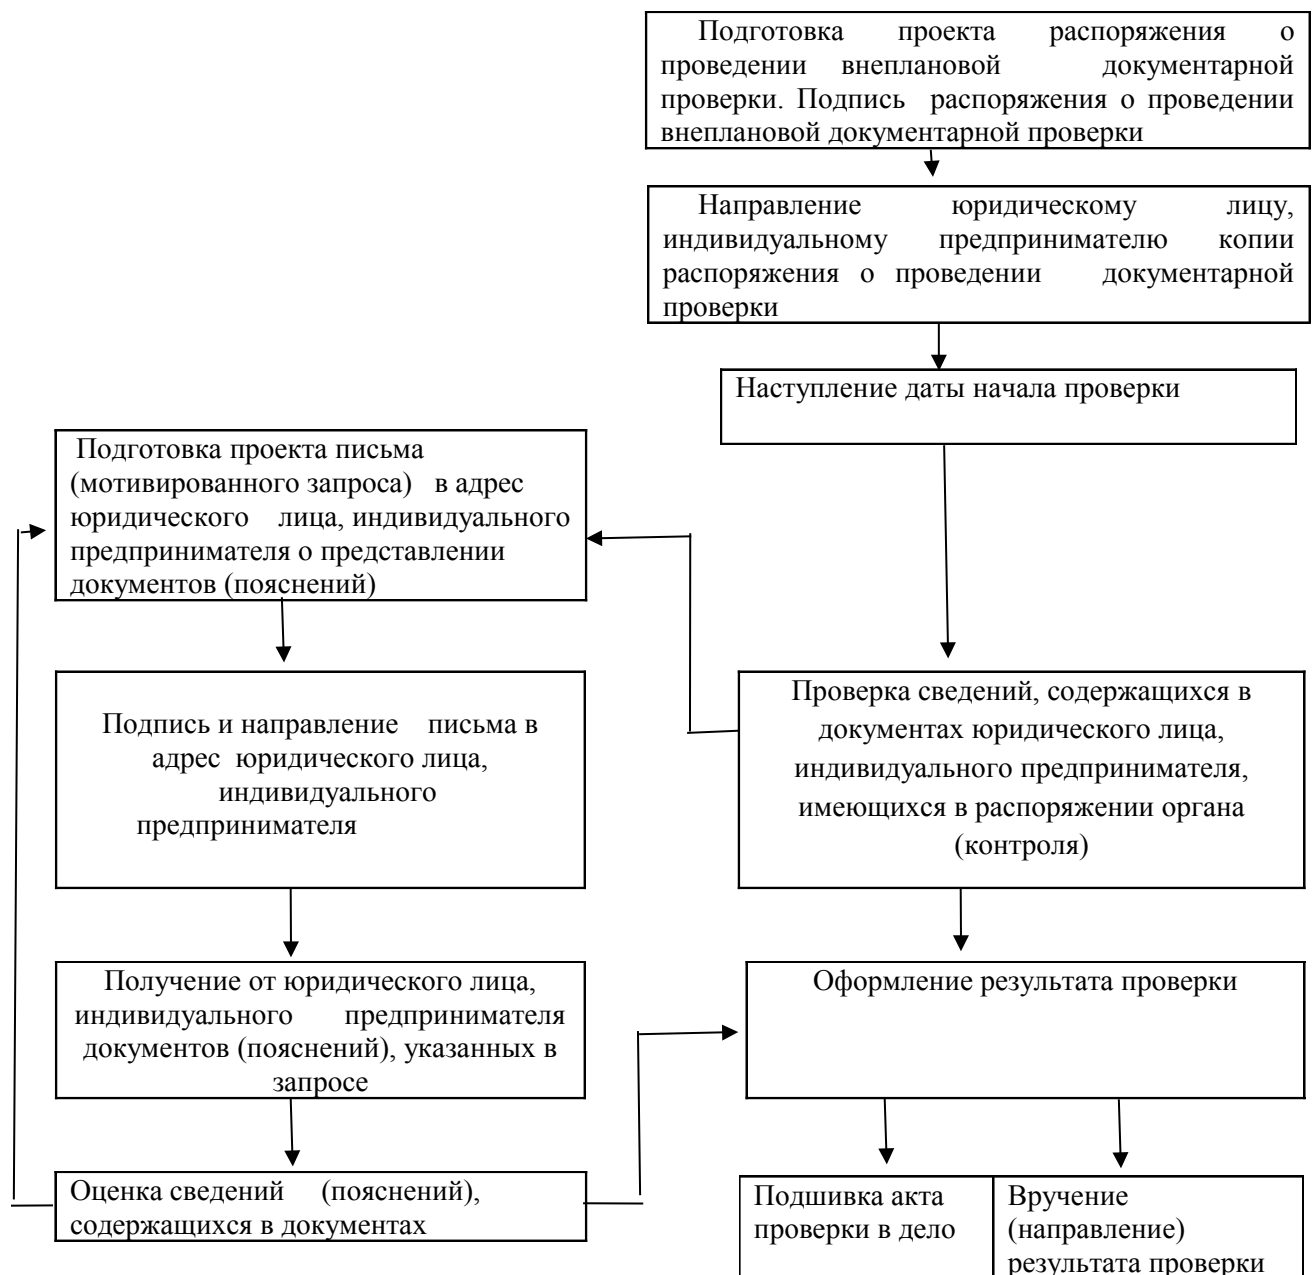 Подготовка проекта распоряжения о
проведении внеплановой документарной
проверки. Подпись распоряжения о проведении
внеплановой документарной проверки
Направление юридическому лицу,
индивидуальному предпринимателю копии
распоряжения о проведении документарной
проверки
Наступление даты начала проверки
Подготовка проекта письма
(мотивированного запроса) в адрес
юридического лица, индивидуального
предпринимателя о представлении
документов (пояснений)
Подпись и направление письма в
адрес юридического лица,
индивидуального
предпринимателя
Проверка сведений, содержащихся в
документах юридического лица,
индивидуального предпринимателя,
имеющихся в распоряжении органа
(контроля)
Получение от юридического лица,
индивидуального предпринимателя
документов (пояснений), указанных в
запросе
Оформление результата проверки
Оценка сведений (пояснений),
содержащихся в документах
Подшивка акта
проверки в дело
Вручение
(направление)
результата проверки